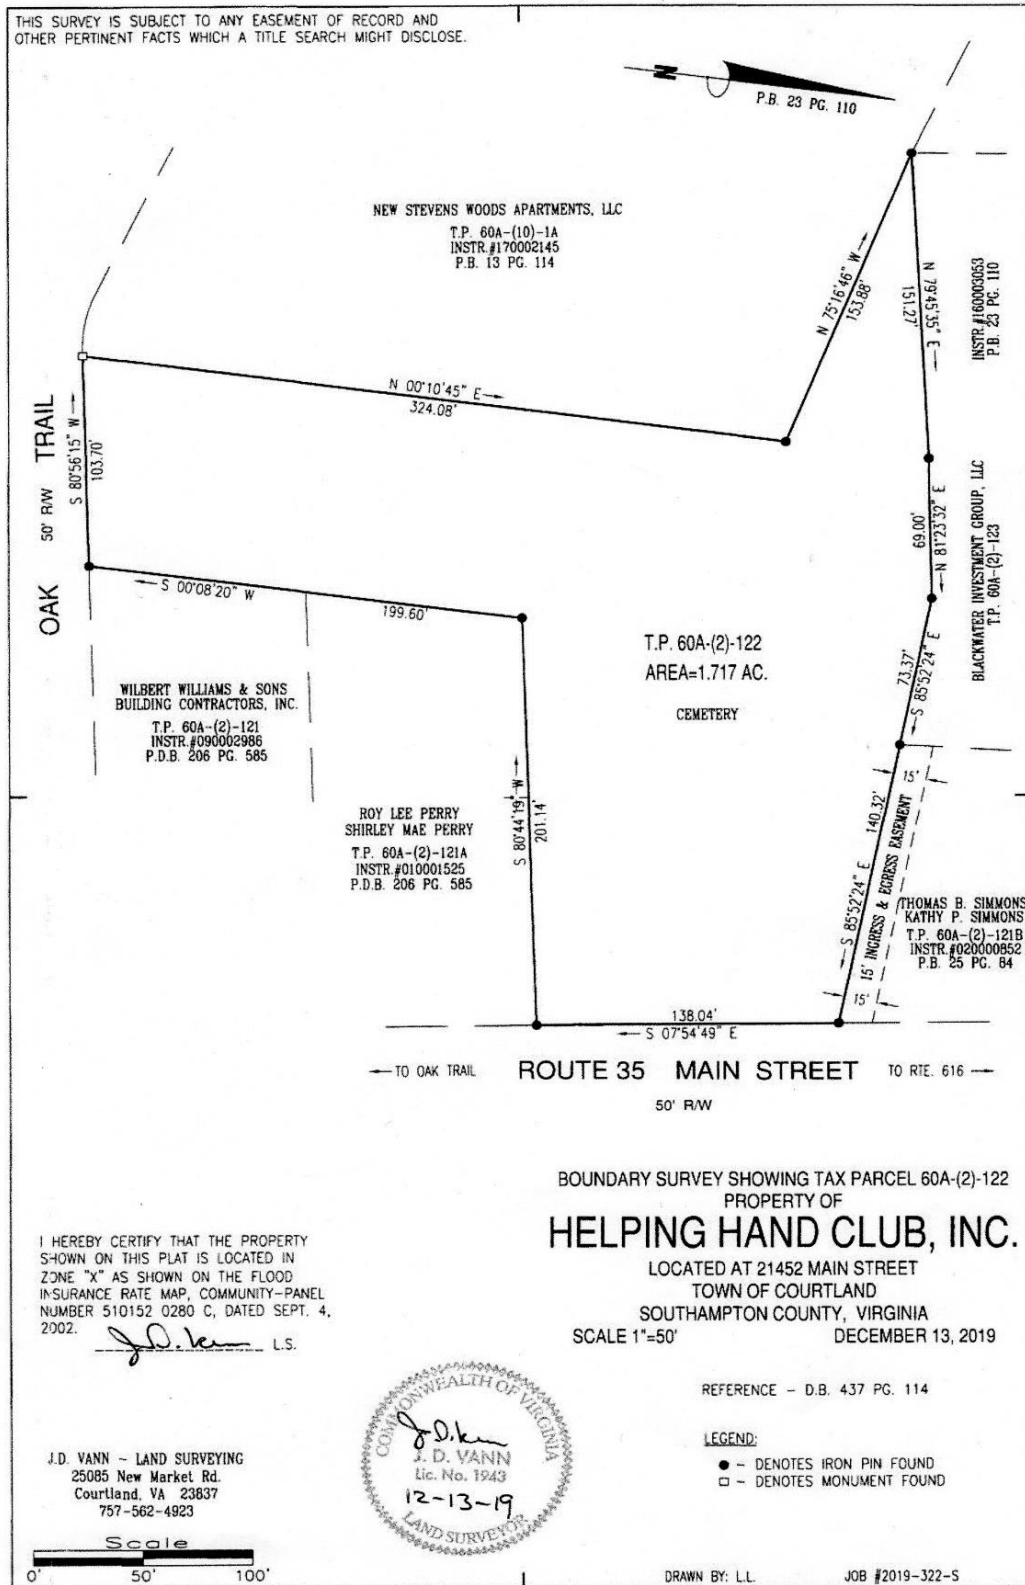 THIS SURVEY IS SUBJECT TO ANY EASEMENT OF RECORD AND
OTHER PERTINENT FACTS WHICH A TITLE SEARCH MIGHT DISCLOSE.
N
P.B. 23 PG. 110
NEW STEVENS WOODS APARTMENTS, LLC
T.P. 60A-(10)-1A
INSTR.#170002145
P.B. 13 PG. 114
N 75°16'46" W
153.88'
N 79°45'35" E
151.27'
INSTR.#160003053
P.B. 23 PG. 110
N 00°10'45" E
324.08'
OAK TRAIL
50' R/W
S 80°56'15" W
103.70'
N 81°23'32" E
69.00'
BLACKWATER INVESTMENT GROUP, LLC
T.P. 60A-(2)-123
S 00°08'20" W
199.60'
T.P. 60A-(2)-122
AREA=1.717 AC.
CEMETERY
73.37'
S 85°52'24" E
WILBERT WILLIAMS & SONS
BUILDING CONTRACTORS, INC.
T.P. 60A-(2)-121
INSTR.#090002986
P.D.B. 206 PG. 585
ROY LEE PERRY
SHIRLEY MAE PERRY
T.P. 60A-(2)-121A
INSTR.#010001525
P.D.B. 206 PG. 585
S 80°44'19" W
201.14'
15'
140.32'
S 85°52'24" E
15' INGRESS & EGRESS EASEMENT
15'
THOMAS B. SIMMONS
KATHY P. SIMMONS
T.P. 60A-(2)-121B
INSTR.#020000852
P.B. 25 PG. 84
138.04'
S 07°54'49" E
TO OAK TRAIL
ROUTE 35 MAIN STREET
TO RTE. 616
50' R/W
BOUNDARY SURVEY SHOWING TAX PARCEL 60A-(2)-122
PROPERTY OF
HELPING HAND CLUB, INC.
LOCATED AT 21452 MAIN STREET
TOWN OF COURTLAND
SOUTHAMPTON COUNTY, VIRGINIA
SCALE 1"=50' DECEMBER 13, 2019
I HEREBY CERTIFY THAT THE PROPERTY
SHOWN ON THIS PLAT IS LOCATED IN
ZONE "X" AS SHOWN ON THE FLOOD
INSURANCE RATE MAP, COMMUNITY-PANEL
NUMBER 510152 0280 C, DATED SEPT. 4,
2002.
L.S.
REFERENCE - D.B. 437 PG. 114
LEGEND:
● - DENOTES IRON PIN FOUND
□ - DENOTES MONUMENT FOUND
COMMONWEALTH OF VIRGINIA
J. D. VANN
Lic. No. 1943
12-13-19
LAND SURVEYOR
J.D. VANN - LAND SURVEYING
25085 New Market Rd.
Courtland, VA 23837
757-562-4923
Scale
0' 50' 100'
DRAWN BY: L.L. JOB #2019-322-S